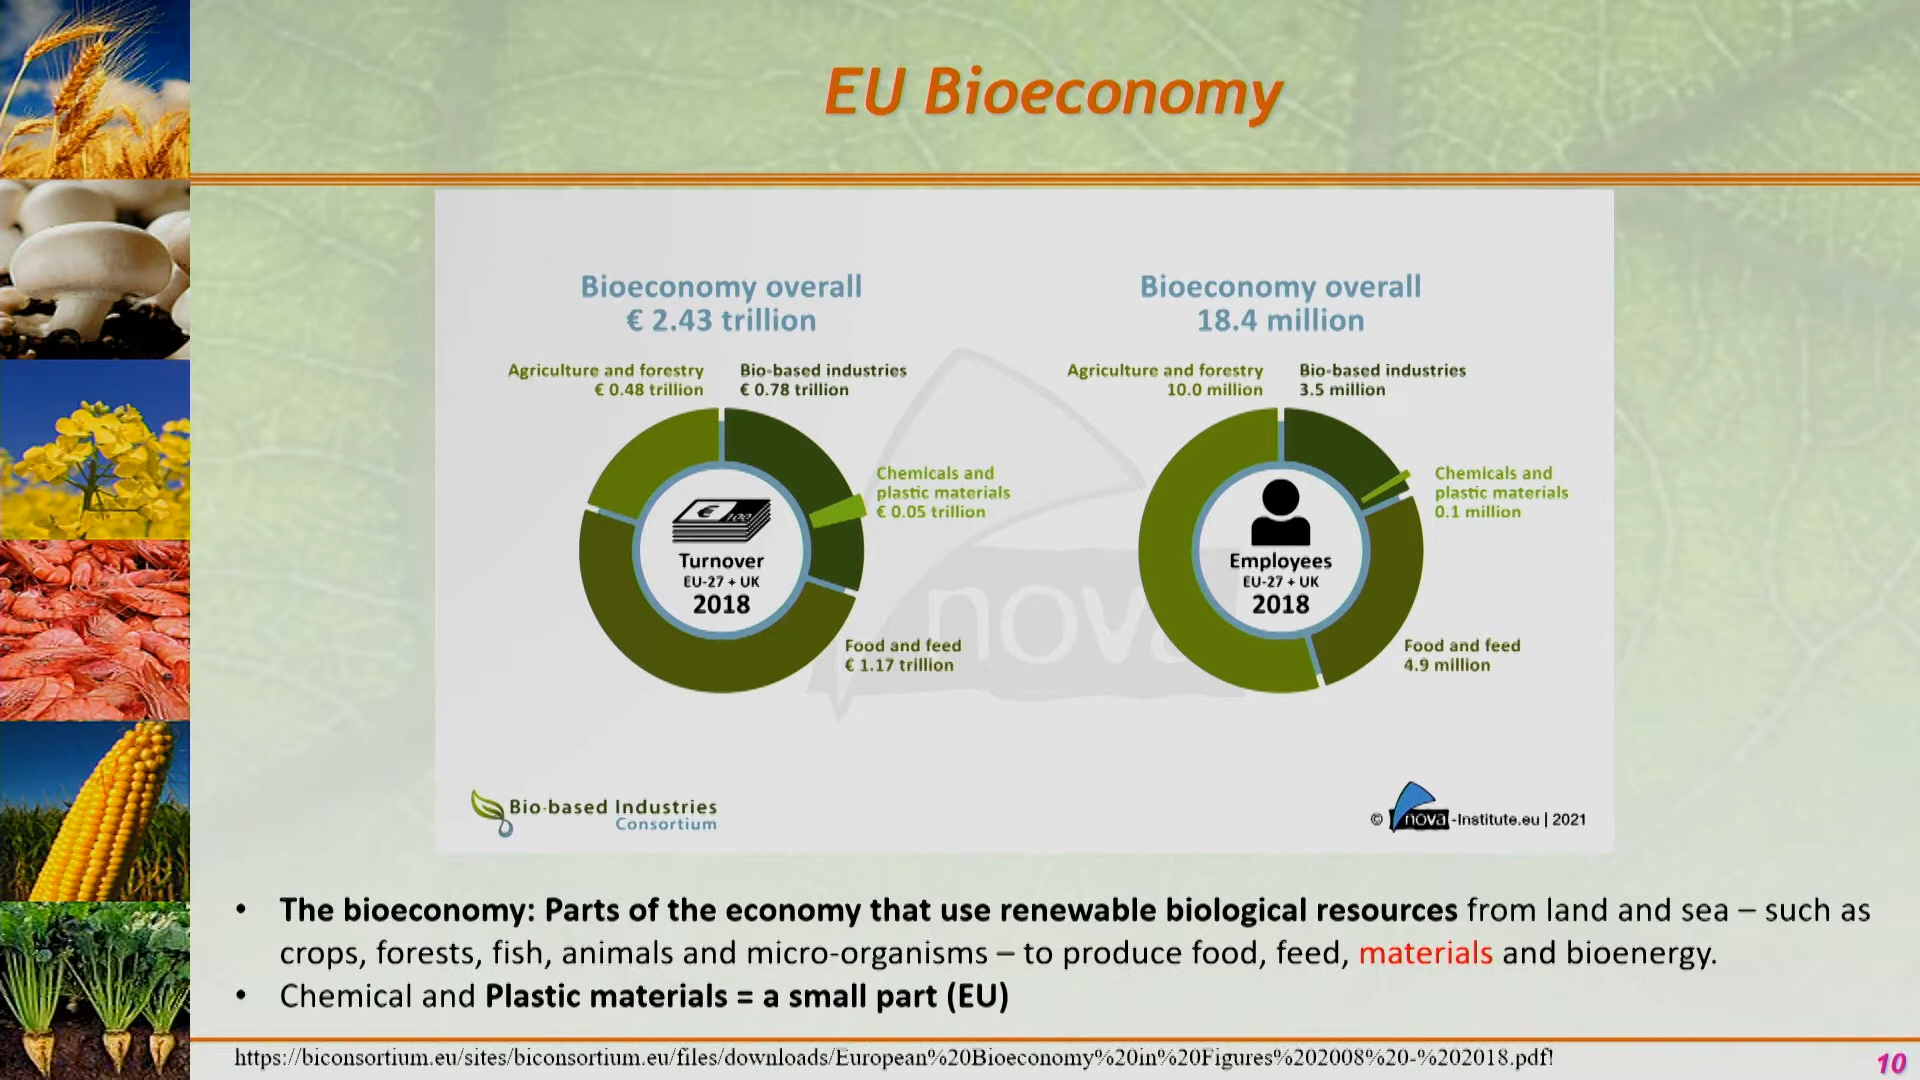 EU Bioeconomy
Bioeconomy overall
€ 2.43 trillion
Agriculture and forestry
€ 0.48 trillion
Bio-based industries
€ 0.78 trillion
Chemicals and
plastic materials
€ 0.05 trillion
€ 100
Turnover
EU-27 + UK
2018
Food and feed
€ 1.17 trillion
Bioeconomy overall
18.4 million
Agriculture and forestry
10.0 million
Bio-based industries
3.5 million
Chemicals and
plastic materials
0.1 million
Employees
EU-27 + UK
2018
Food and feed
4.9 million
nova
Bio-based Industries
Consortium
© nova-Institute.eu | 2021
• The bioeconomy: Parts of the economy that use renewable biological resources from land and sea – such as
crops, forests, fish, animals and micro-organisms – to produce food, feed, materials and bioenergy.
• Chemical and Plastic materials = a small part (EU)
https://biconsortium.eu/sites/biconsortium.eu/files/downloads/European%20Bioeconomy%20in%20Figures%202008%20-%202018.pdf!
10